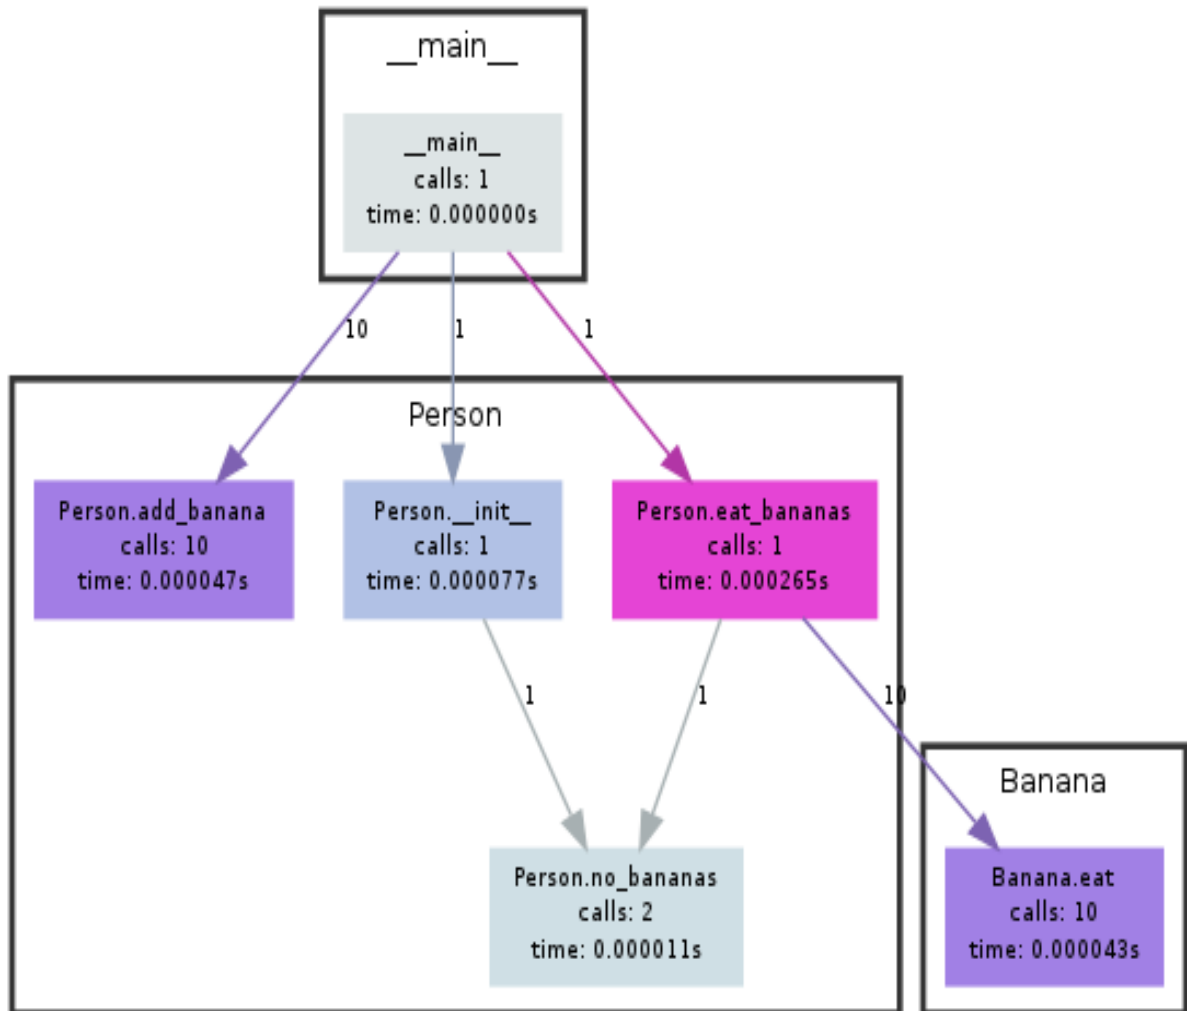 __main__
__main__
calls: 1
time: 0.000000s
10
1
1
Person
Person.add_banana
calls: 10
time: 0.000047s
Person.__init__
calls: 1
time: 0.000077s
Person.eat_bananas
calls: 1
time: 0.000265s
1
1
10
Person.no_bananas
calls: 2
time: 0.000011s
Banana
Banana.eat
calls: 10
time: 0.000043s